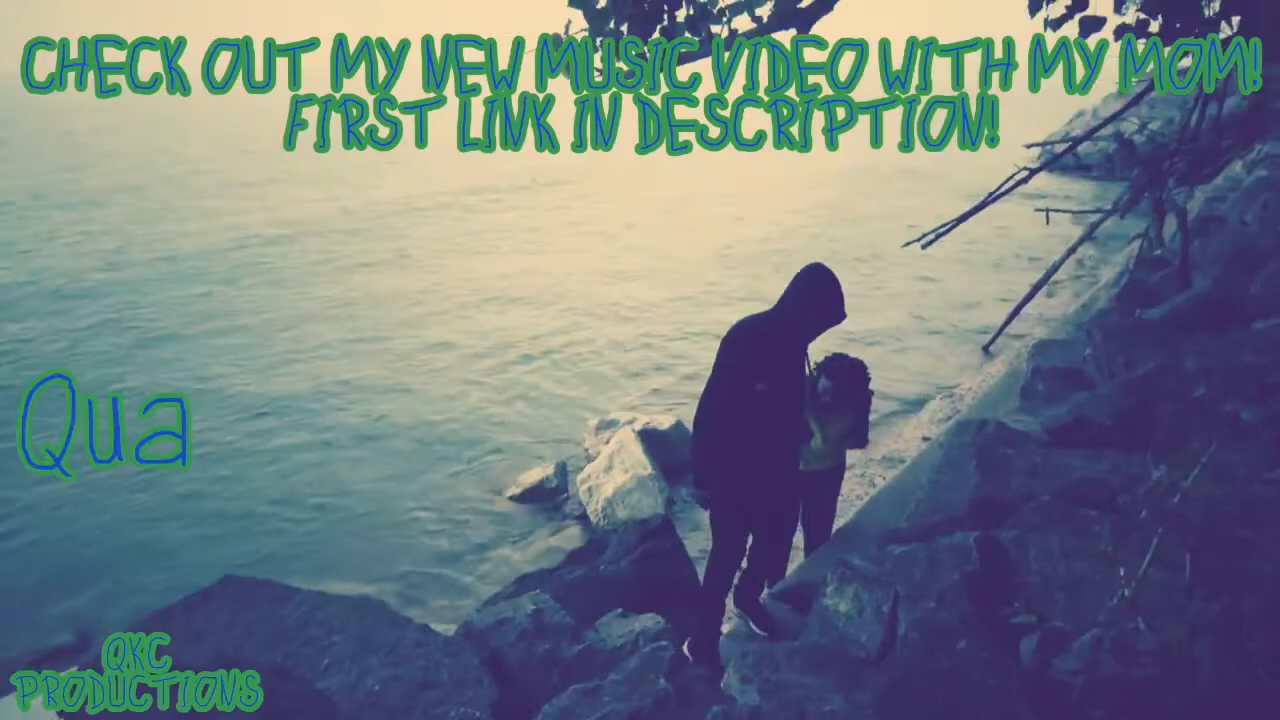 CHECK OUT MY NEW MUSIC VIDEO WITH MY MOM!
FIRST LINK IN DESCRIPTION!
Qua
QKC
PRODUCTIONS